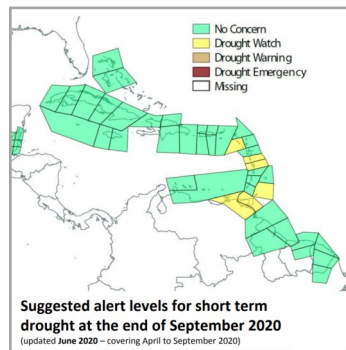 No Concern
Drought Watch
Drought Warning
Drought Emergency
Missing
Suggested alert levels for short term
drought at the end of September 2020
(updated June 2020 – covering April to September 2020)